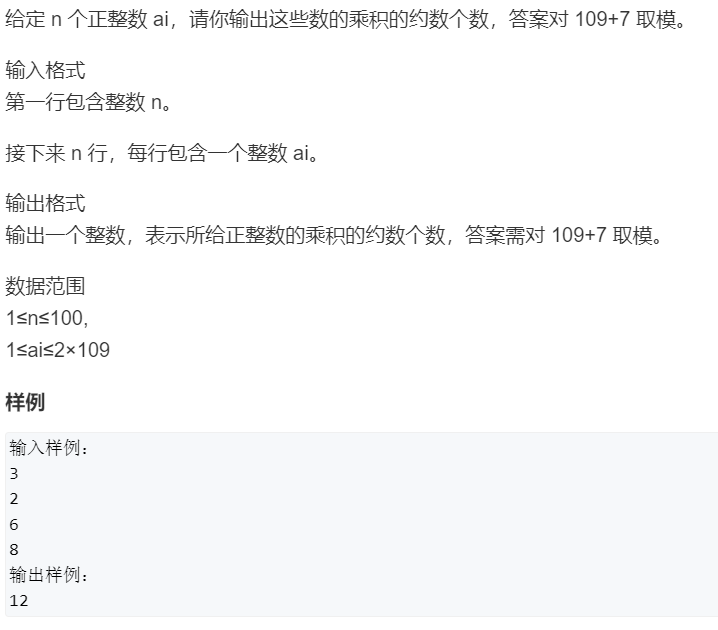 给定 n 个正整数 ai，请你输出这些数的乘积的约数个数，答案对 109+7 取模。
输入格式
第一行包含整数 n。
接下来 n 行，每行包含一个整数 ai。
输出格式
输出一个整数，表示所给正整数的乘积的约数个数，答案需对 109+7 取模。
数据范围
1≤n≤100,
1≤ai≤2×109
样例
输入样例：
3
2
6
8
输出样例：
12